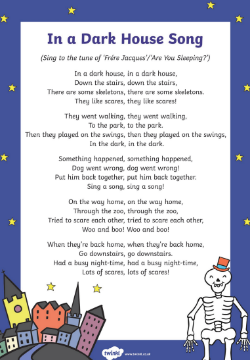 In a Dark House Song
(Sing to the tune of 'Frère Jacques'/'Are You Sleeping?')
In a dark house, in a dark house,
Down the stairs, down the stairs,
There are some skeletons, there are some skeletons.
They like scares, they like scares!
They went walking, they went walking.
To the park, to the park.
Then they played on the swings, then they played on the swings,
In the dark, in the dark.
Something happened, something happened,
Dog went wrong, dog went wrong!
Put him back together, put him back together.
Sing a song, sing a song!
On the way home, on the way home,
Through the zoo, through the zoo,
Tried to scare each other, tried to scare each other,
Woo and boo! Woo and boo!
When they're back home, when they're back home,
Go downstairs, go downstairs.
Had a busy night-time, had a busy night-time,
Lots of scares, lots of scares!
twinkl